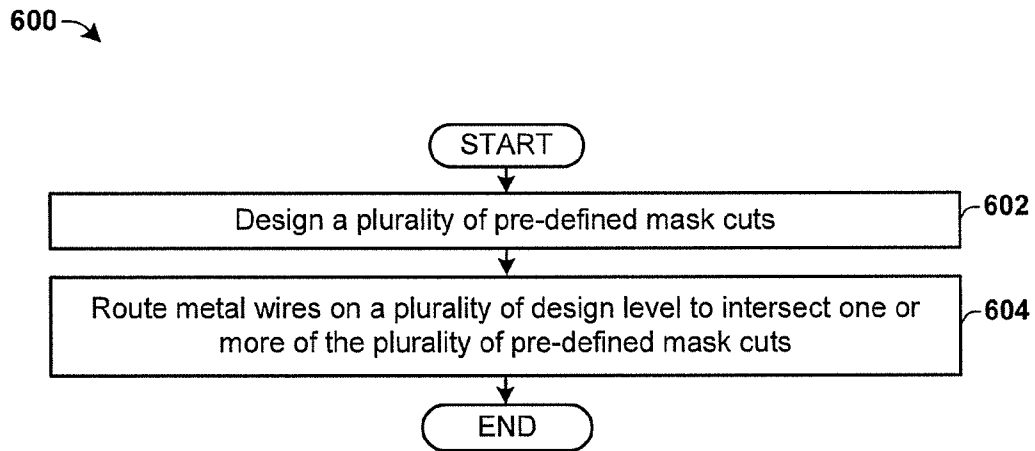 600
START
Design a plurality of pre-defined mask cuts
602
Route metal wires on a plurality of design level to intersect one or
more of the plurality of pre-defined mask cuts
604
END